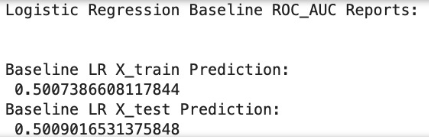 Logistic Regression Baseline ROC_AUC Reports:
Baseline LR X_train Prediction:
0.5007386608117844
Baseline LR X_test Prediction:
0.5009016531375848